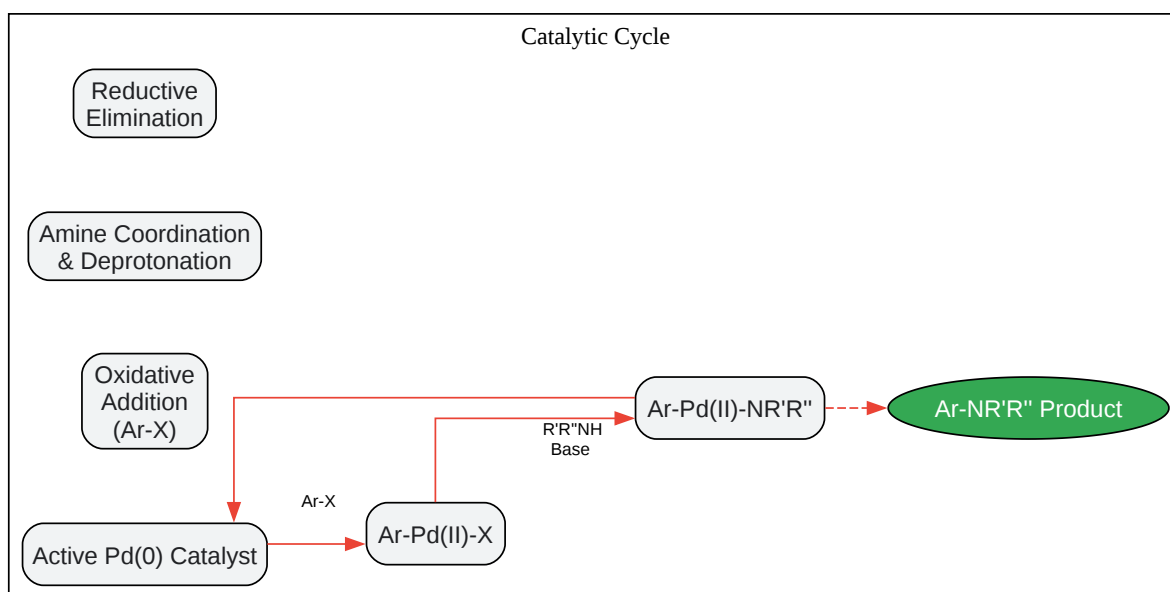 Catalytic Cycle
Reductive
Elimination
Amine Coordination
& Deprotonation
Oxidative
Addition
(Ar-X)
Ar-Pd(II)-NR'R"
Ar-NR'R" Product
R'R"NH
Base
Ar-X
Ar-Pd(II)-X
Active Pd(0) Catalyst